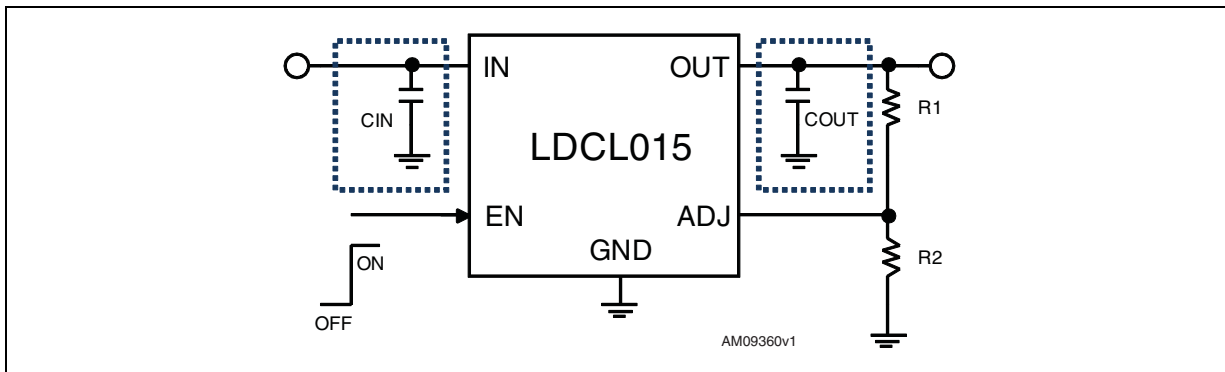 IN
OUT
CIN
COUT
R1
LDCL015
EN
ADJ
GND
R2
ON
OFF
AM09360v1